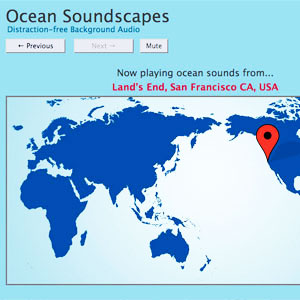 Ocean Soundscapes
Distraction-free Background Audio
← Previous
Next →
Mute
Now playing ocean sounds from...
Land's End, San Francisco CA, USA